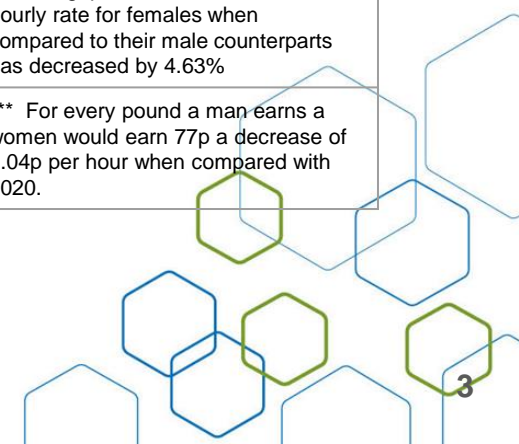 ourly rate for females when
ompared to their male counterparts
as decreased by 4.63%
** For every pound a man earns a
women would earn 77p a decrease of
.04p per hour when compared with
020.
3